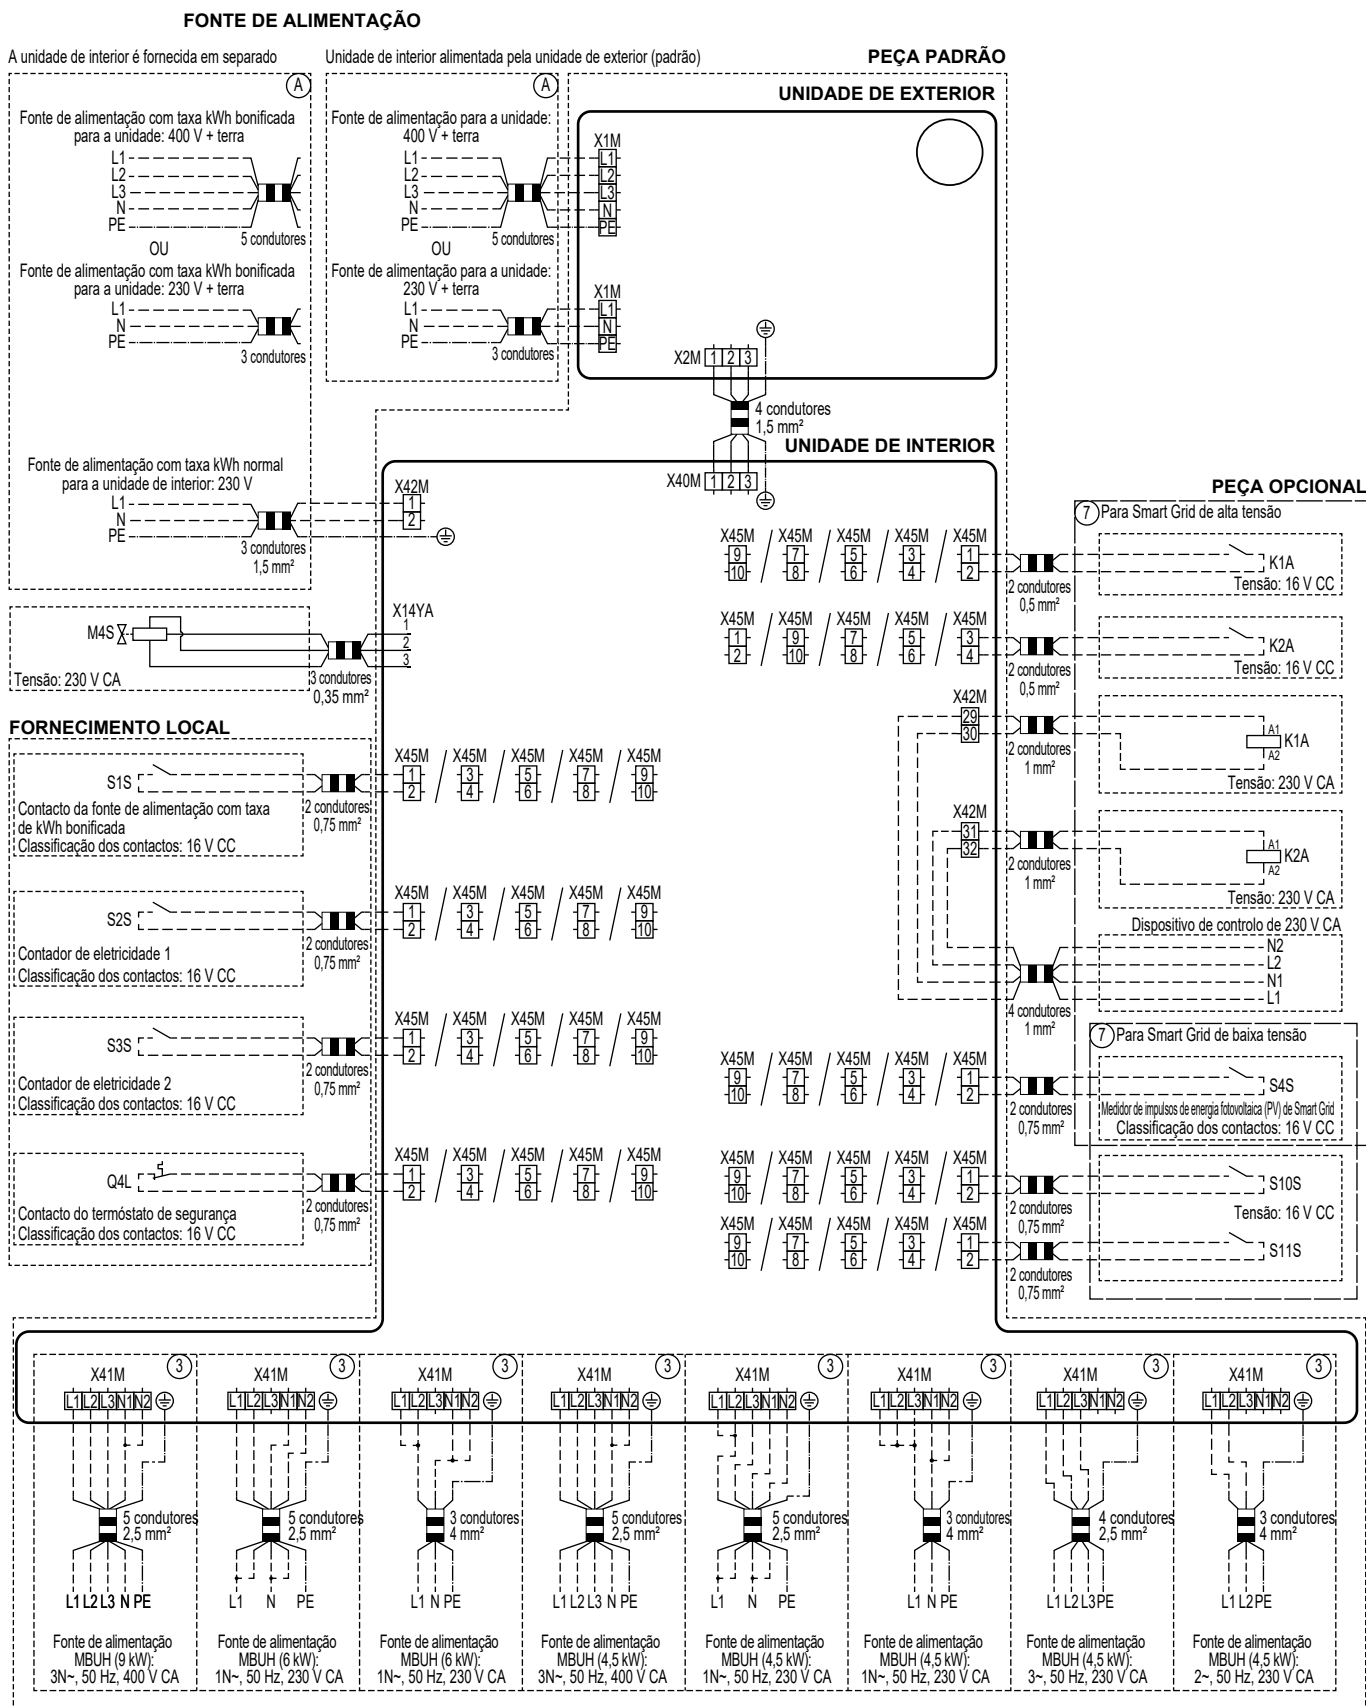 FONTE DE ALIMENTAÇÃO
A unidade de interior é fornecida em separado
Unidade de interior alimentada pela unidade de exterior (padrão)
PEÇA PADRÃO
A
Fonte de alimentação com taxa kWh bonificada
para a unidade: 400 V + terra
L1
L2
L3
N
PE
5 condutores
OU
Fonte de alimentação com taxa kWh bonificada
para a unidade: 230 V + terra
L1
N
PE
3 condutores
Fonte de alimentação com taxa kWh normal
para a unidade de interior: 230 V
L1
N
PE
3 condutores
1,5 mm²
A
Fonte de alimentação para a unidade:
400 V + terra
L1
L2
L3
N
PE
5 condutores
OU
Fonte de alimentação para a unidade:
230 V + terra
L1
N
PE
3 condutores
UNIDADE DE EXTERIOR
X1M
L1
L2
L3
N
PE
X1M
L1
N
PE
X2M 1 2 3
4 condutores
1,5 mm²
UNIDADE DE INTERIOR
X40M 1 2 3
X42M
1
2
M4S
Tensão: 230 V CA
3 condutores
0,35 mm²
X14YA
1
2
3
FORNECIMENTO LOCAL
S1S
Contacto da fonte de alimentação com taxa
de kWh bonificada
Classificação dos contactos: 16 V CC
2 condutores
0,75 mm²
X45M X45M X45M X45M X45M
1 / 3 / 5 / 7 / 9
2 4 6 8 10
S2S
Contador de eletricidade 1
Classificação dos contactos: 16 V CC
2 condutores
0,75 mm²
X45M X45M X45M X45M X45M
1 / 3 / 5 / 7 / 9
2 4 6 8 10
S3S
Contador de eletricidade 2
Classificação dos contactos: 16 V CC
2 condutores
0,75 mm²
X45M X45M X45M X45M X45M
1 / 3 / 5 / 7 / 9
2 4 6 8 10
Q4L
Contacto do termóstato de segurança
Classificação dos contactos: 16 V CC
2 condutores
0,75 mm²
X45M X45M X45M X45M X45M
1 / 3 / 5 / 7 / 9
2 4 6 8 10
PEÇA OPCIONAL
7 Para Smart Grid de alta tensão
X45M X45M X45M X45M X45M
9 / 7 / 5 / 3 / 1
10 8 6 4 2
2 condutores
0,5 mm²
K1A
Tensão: 16 V CC
X45M X45M X45M X45M X45M
1 / 9 / 7 / 5 / 3
2 10 8 6 4
2 condutores
0,5 mm²
K2A
Tensão: 16 V CC
X42M
29
30
2 condutores
1 mm²
A1
K1A
A2
Tensão: 230 V CA
X42M
31
32
2 condutores
1 mm²
A1
K2A
A2
Tensão: 230 V CA
Dispositivo de controlo de 230 V CA
N2
L2
N1
L1
4 condutores
1 mm²
7 Para Smart Grid de baixa tensão
X45M X45M X45M X45M X45M
9 / 7 / 5 / 3 / 1
10 8 6 4 2
2 condutores
0,75 mm²
S4S
Medidor de impulsos de energia fotovoltaica (PV) de Smart Grid
Classificação dos contactos: 16 V CC
X45M X45M X45M X45M X45M
9 / 7 / 5 / 3 / 1
10 8 6 4 2
2 condutores
0,75 mm²
S10S
Tensão: 16 V CC
X45M X45M X45M X45M X45M
9 / 7 / 5 / 3 / 1
10 8 6 4 2
2 condutores
0,75 mm²
S11S
X41M 3
L1 L2 L3 N1 N2
5 condutores
2,5 mm²
L1 L2 L3 N PE
Fonte de alimentação
MBUH (9 kW):
3N~, 50 Hz, 400 V CA
X41M 3
L1 L2 L3 N1 N2
5 condutores
2,5 mm²
L1 N PE
Fonte de alimentação
MBUH (6 kW):
1N~, 50 Hz, 230 V CA
X41M 3
L1 L2 L3 N1 N2
3 condutores
4 mm²
L1 N PE
Fonte de alimentação
MBUH (6 kW):
1N~, 50 Hz, 230 V CA
X41M 3
L1 L2 L3 N1 N2
5 condutores
2,5 mm²
L1 L2 L3 N PE
Fonte de alimentação
MBUH (4,5 kW):
3N~, 50 Hz, 400 V CA
X41M 3
L1 L2 L3 N1 N2
5 condutores
2,5 mm²
L1 N PE
Fonte de alimentação
MBUH (4,5 kW):
1N~, 50 Hz, 230 V CA
X41M 3
L1 L2 L3 N1 N2
3 condutores
4 mm²
L1 N PE
Fonte de alimentação
MBUH (4,5 kW):
1N~, 50 Hz, 230 V CA
X41M 3
L1 L2 L3 N1 N2
4 condutores
2,5 mm²
L1 L2 L3 PE
Fonte de alimentação
MBUH (4,5 kW):
3~, 50 Hz, 230 V CA
X41M 3
L1 L2 L3 N1 N2
3 condutores
4 mm²
L1 L2 PE
Fonte de alimentação
MBUH (4,5 kW):
2~, 50 Hz, 230 V CA